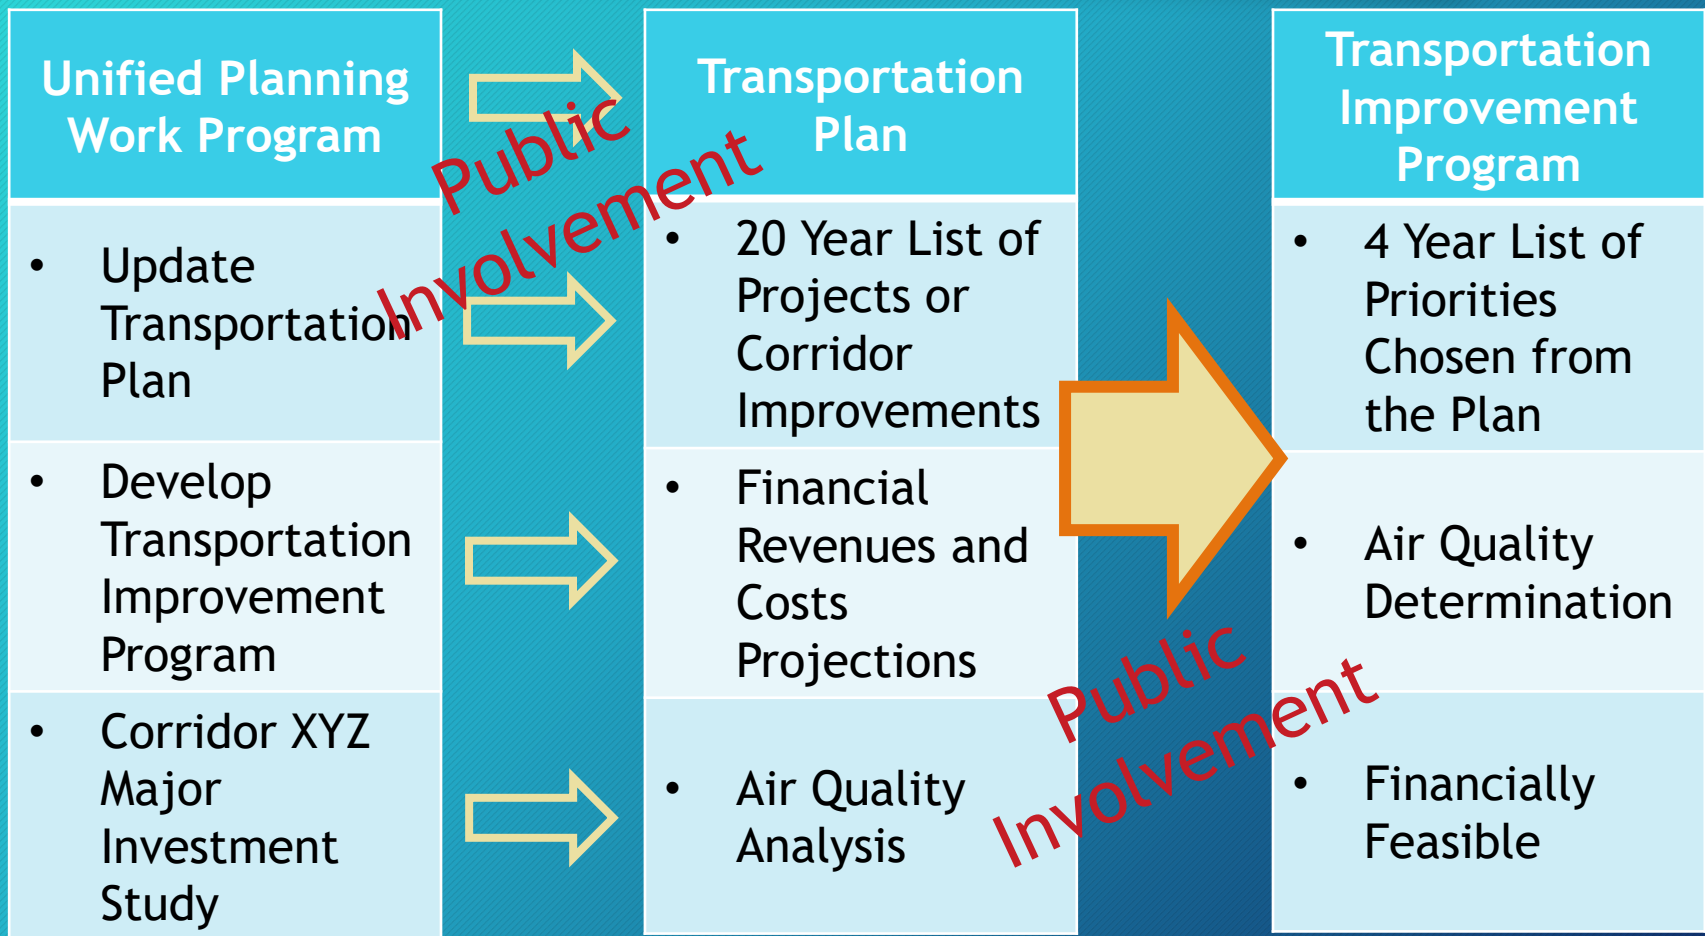 Unified Planning
Work Program
• Update
Transportation
Plan
• Develop
Transportation
Improvement
Program
• Corridor XYZ
Major
Investment
Study
Public
Involvement
Transportation
Plan
• 20 Year List of
Projects or
Corridor
Improvements
• Financial
Revenues and
Costs
Projections
• Air Quality
Analysis
Public
Involvement
Transportation
Improvement
Program
• 4 Year List of
Priorities
Chosen from
the Plan
• Air Quality
Determination
• Financially
Feasible